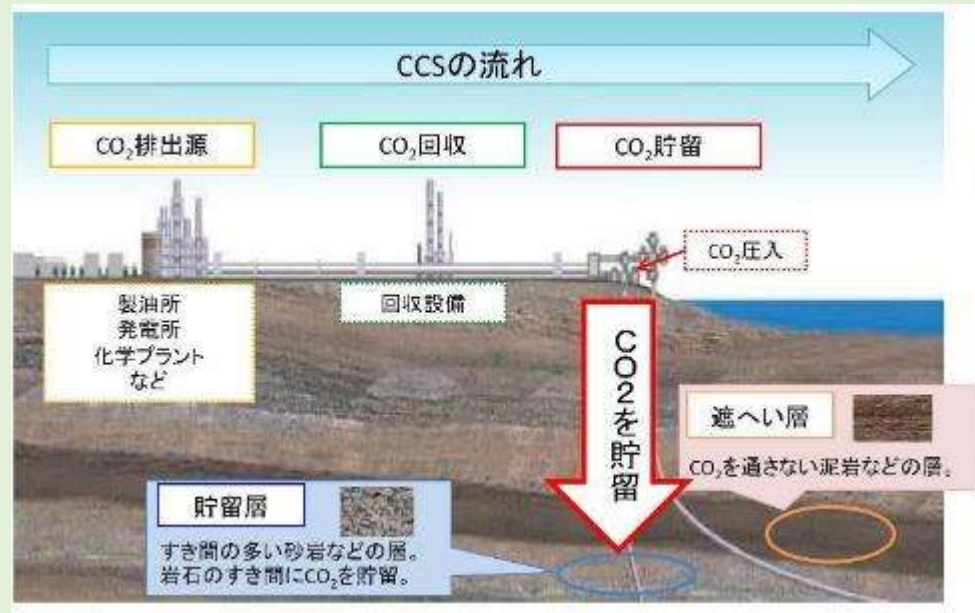 CCSの流れ
CO₂排出源
CO₂回収
CO₂貯留
CO₂圧入
製油所
発電所
化学プラント
など
回収設備
CO2を貯留
遮へい層
CO₂を通さない泥岩などの層。
貯留層
すき間の多い砂岩などの層。
岩石のすき間にCO₂を貯留。